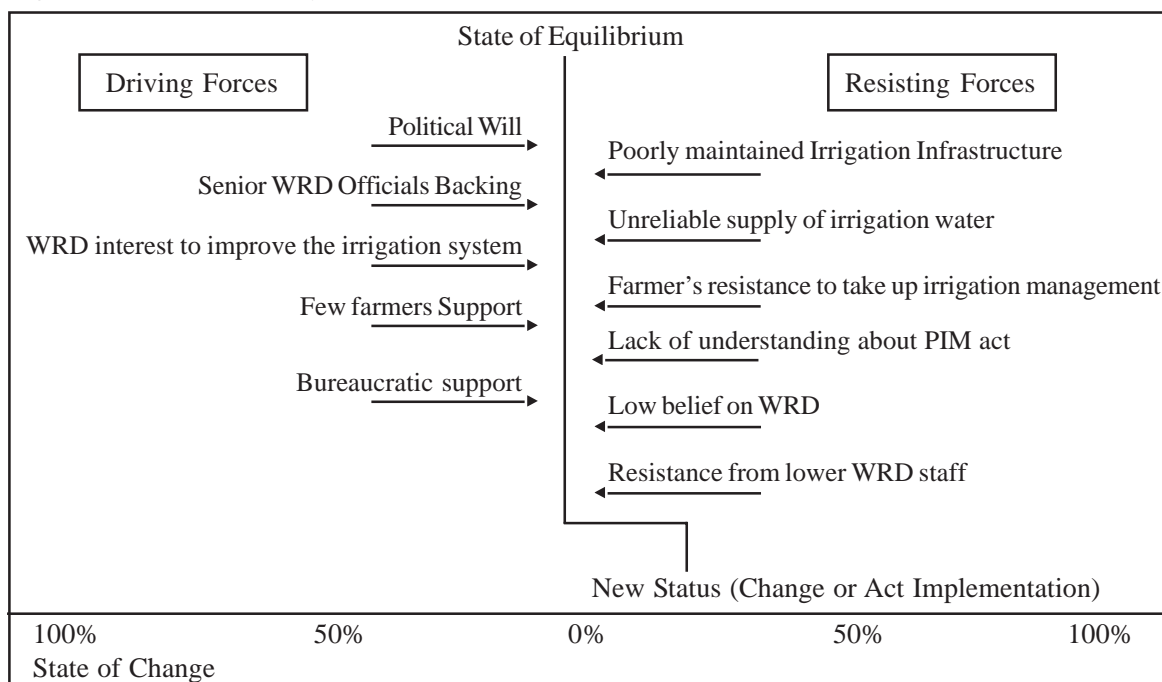 State of Equilibrium
Driving Forces
Resisting Forces
Political Will
Poorly maintained Irrigation Infrastructure
Senior WRD Officials Backing
Unreliable supply of irrigation water
WRD interest to improve the irrigation system
Farmer's resistance to take up irrigation management
Few farmers Support
Lack of understanding about PIM act
Bureaucratic support
Low belief on WRD
Resistance from lower WRD staff
New Status (Change or Act Implementation)
100% 50% 0% 50% 100%
State of Change